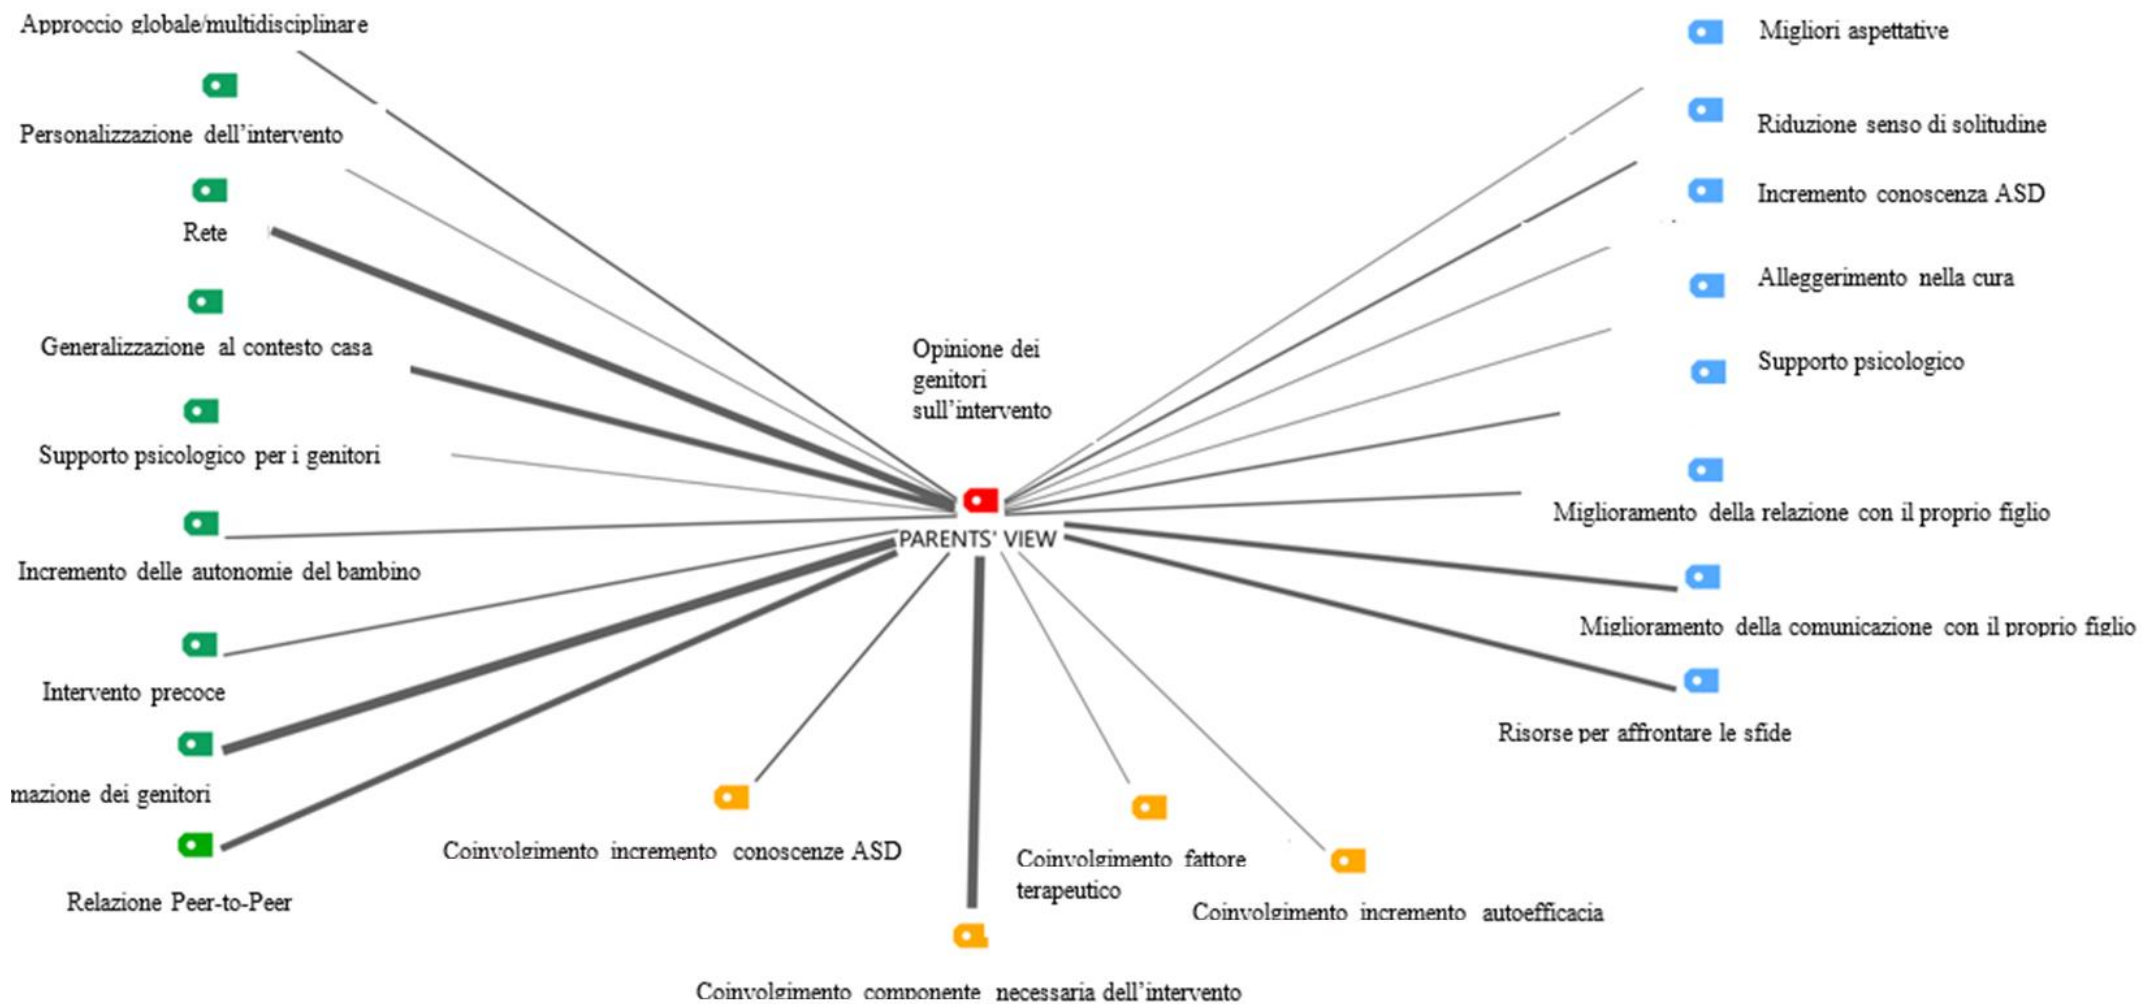 Approccio globale/multidisciplinare
Personalizzazione dell'intervento
Rete
Generalizzazione al contesto casa
Supporto psicologico per i genitori
Incremento delle autonomie del bambino
Intervento precoce
mazione dei genitori
Relazione Peer-to-Peer
Opinione dei
genitori
sull'intervento
PARENTS' VIEW
Coinvolgimento incremento conoscenze ASD
Coinvolgimento componente necessaria dell'intervento
Coinvolgimento fattore
terapeutico
Coinvolgimento incremento autoefficacia
Migliori aspettative
Riduzione senso di solitudine
Incremento conoscenza ASD
Alleggerimento nella cura
Supporto psicologico
Miglioramento della relazione con il proprio figlio
Miglioramento della comunicazione con il proprio figlio
Risorse per affrontare le sfide